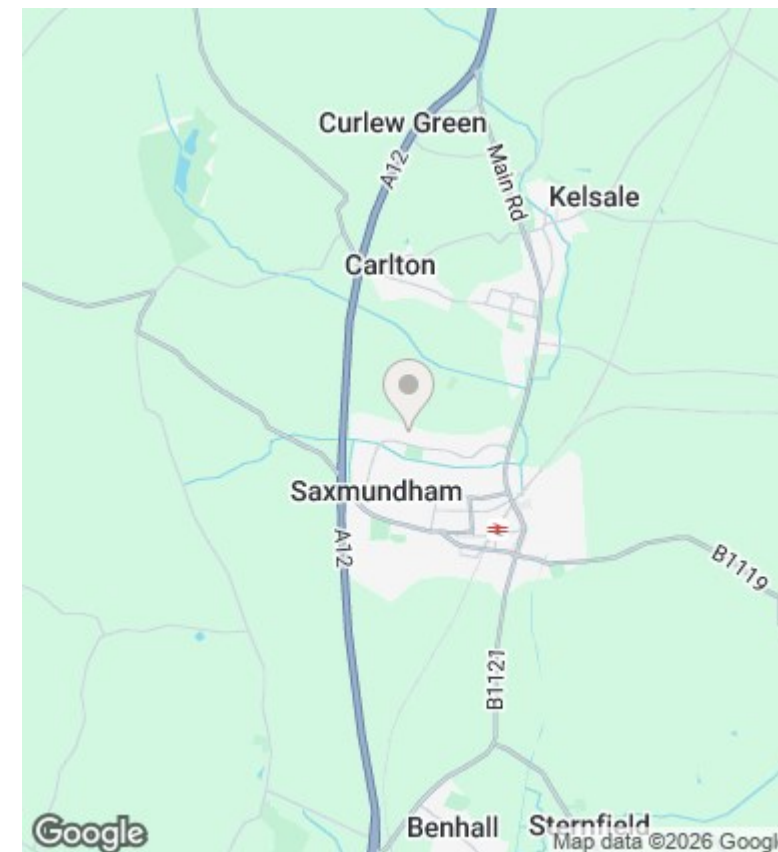 Curlew Green
A12
Main Rd
Kelsale
Carlton
Saxmundham
A12
B1119
B1121
Benhall
Sternfield
Google
Map data ©2026 Googl